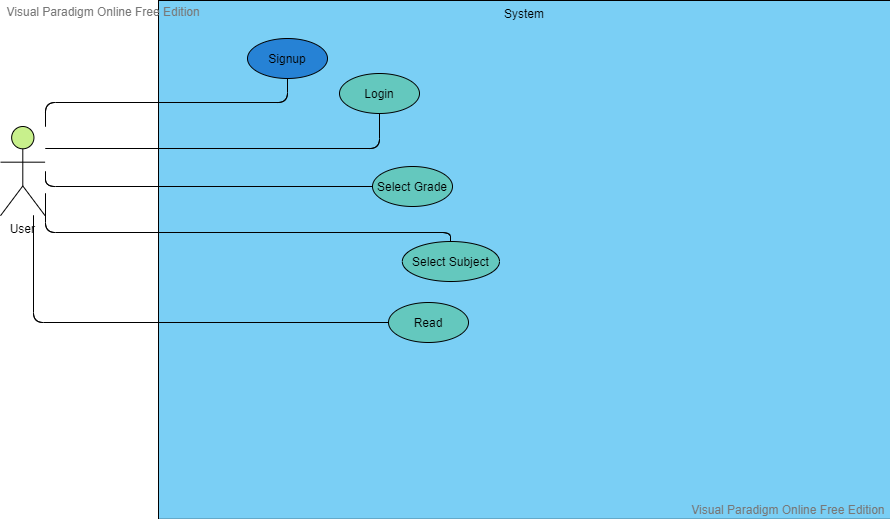 Visual Paradigm Online Free Edition
System
Signup
Login
Select Grade
User
Select Subject
Read
Visual Paradigm Online Free Edition